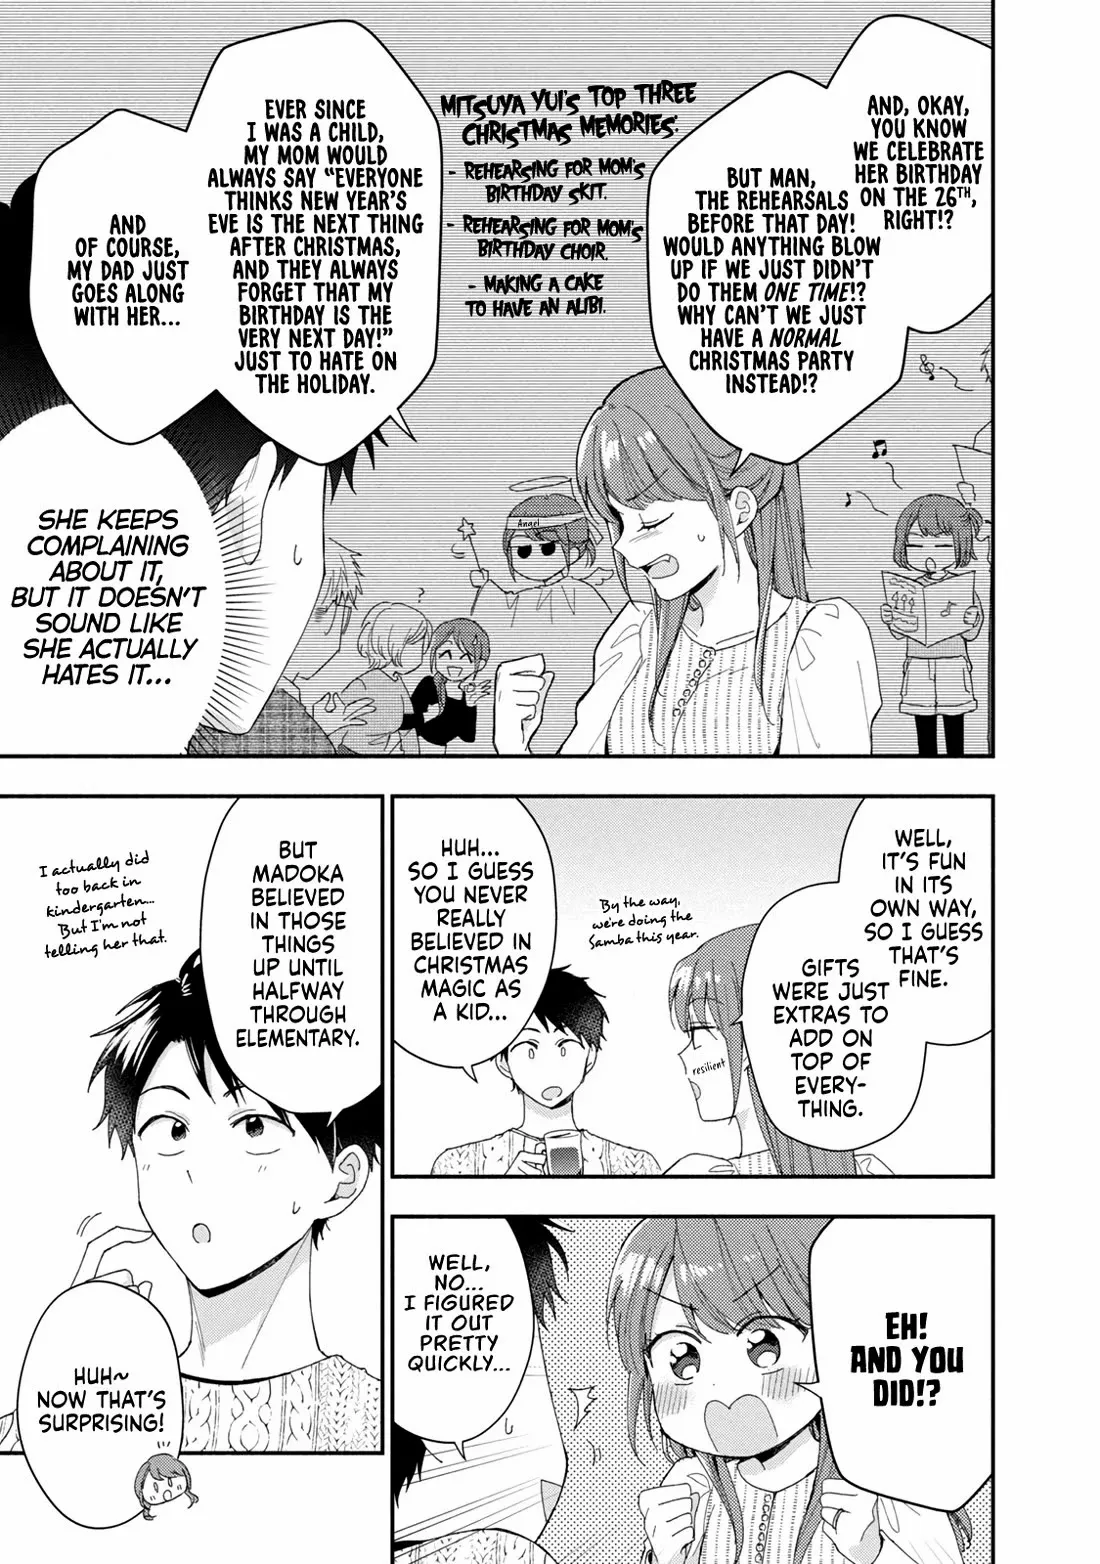 AND, OKAY,
YOU KNOW
WE CELEBRATE
HER BIRTHDAY
ON THE 26TH,
RIGHT!?
BUT MAN,
THE REHEARSALS
BEFORE THAT DAY!
WOULD ANYTHING BLOW
UP IF WE JUST DIDN'T
DO THEM ONE TIME!?
WHY CAN'T WE JUST
HAVE A NORMAL
CHRISTMAS PARTY
INSTEAD!?
MITSUYA YUI'S TOP THREE
CHRISTMAS MEMORIES:
- REHEARSING FOR MOM'S
BIRTHDAY SKIT.
- REHEARSING FOR MOM'S
BIRTHDAY CHOIR.
- MAKING A CAKE
TO HAVE AN ALIBI.
Angel
?
EVER SINCE
I WAS A CHILD,
MY MOM WOULD
ALWAYS SAY "EVERYONE
THINKS NEW YEAR'S
EVE IS THE NEXT THING
AFTER CHRISTMAS,
AND THEY ALWAYS
FORGET THAT MY
BIRTHDAY IS THE
VERY NEXT DAY!"
JUST TO HATE ON
THE HOLIDAY.
AND
OF COURSE,
MY DAD JUST
GOES ALONG
WITH HER...
SHE KEEPS
COMPLAINING
ABOUT IT,
BUT IT DOESN'T
SOUND LIKE
SHE ACTUALLY
HATES IT...
WELL,
IT'S FUN
IN ITS
OWN WAY,
SO I GUESS
THAT'S
FINE.
GIFTS
WERE JUST
EXTRAS TO
ADD ON
TOP OF
EVERY-
THING.
By the way,
we're doing the
Samba this year.
resilient
HUH...
SO I GUESS
YOU NEVER
REALLY
BELIEVED IN
CHRISTMAS
MAGIC AS
A KID...
BUT
MADOKA
BELIEVED
IN THOSE
THINGS
UP UNTIL
HALFWAY
THROUGH
ELEMENTARY.
I actually did
too back in
kindergarten...
But I'm not
telling her that.
HUH~
NOW THAT'S
SURPRISING!
EH!
AND YOU
DID!?
WELL,
NO...
I FIGURED
IT OUT
PRETTY
QUICKLY...